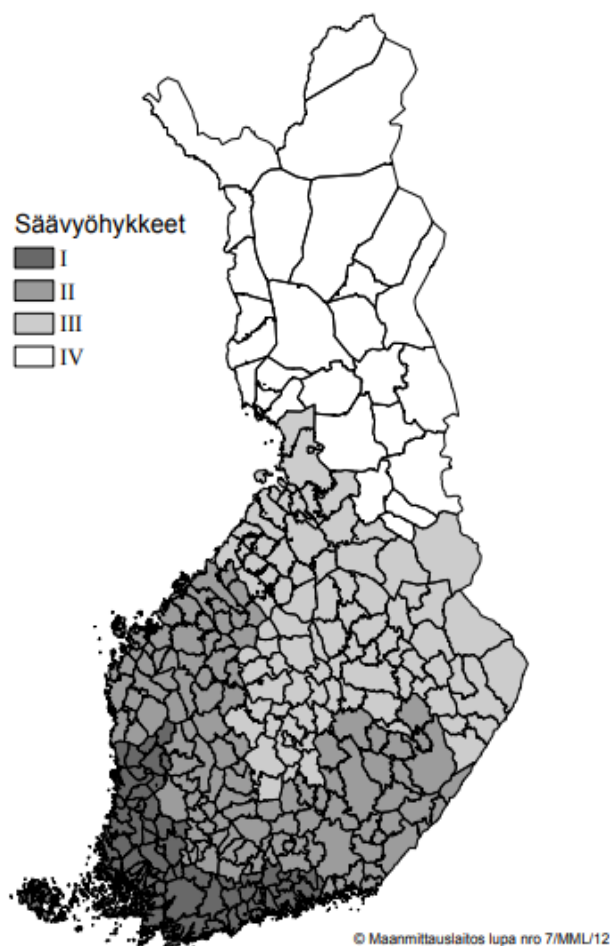 Säävyöhykkeet
I
II
III
IV
© Maanmittauslaitos lupa nro 7/MML/12